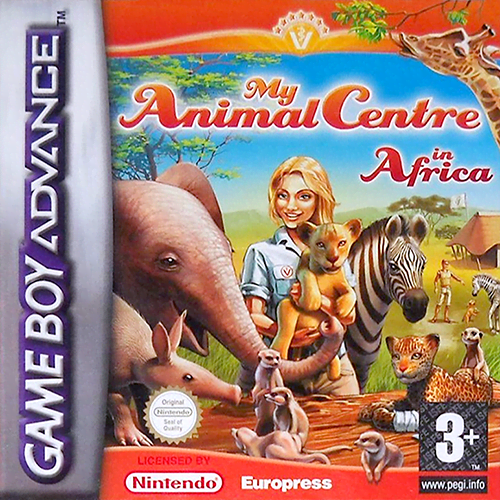 GAME BOY ADVANCE
TM
V
My
Animal Centre
in
Africa
V
Original
Nintendo
Seal of
Quality
LICENSED BY
Nintendo
Europress
3+
www.pegi.info